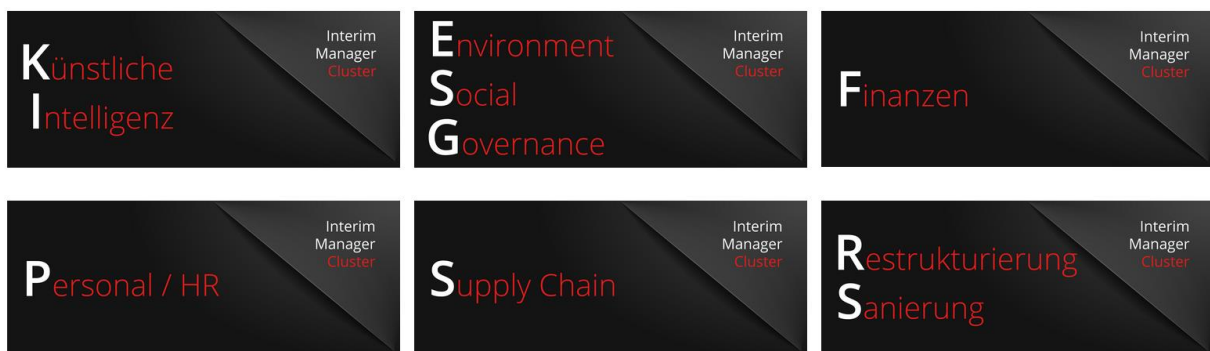 Künstliche
Intelligenz
Interim
Manager
Cluster
Environment
Social
Governance
Interim
Manager
Cluster
Finanzen
Interim
Manager
Cluster
Personal / HR
Interim
Manager
Cluster
Supply Chain
Interim
Manager
Cluster
Restrukturierung
Sanierung
Interim
Manager
Cluster